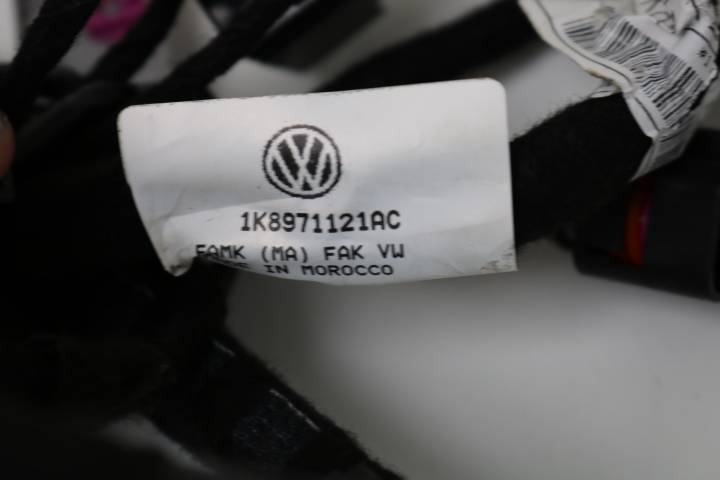 1K8971121AC
FAMK (MA) FAK VW
IN MOROCCO